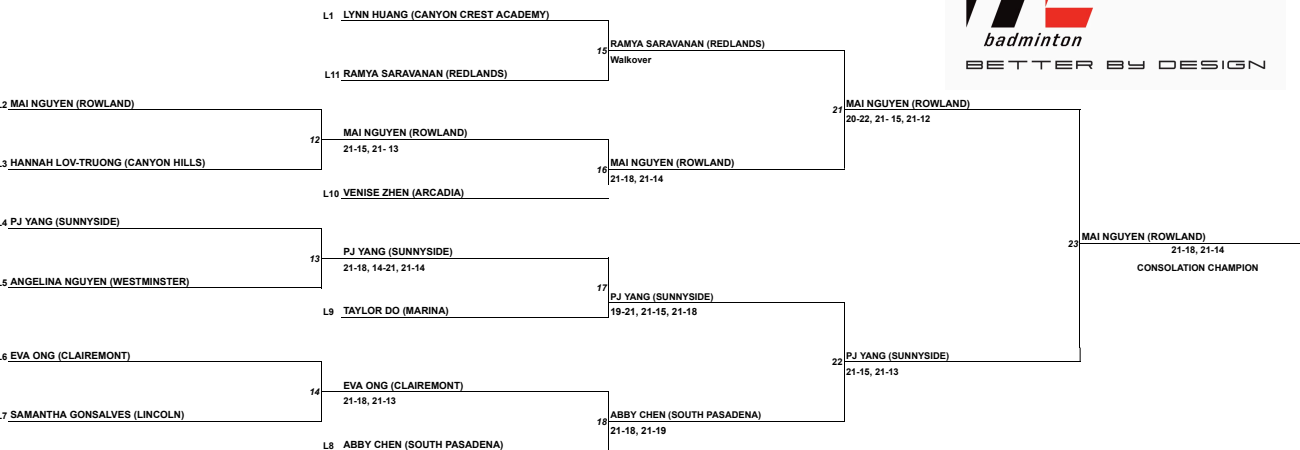 L1 LYNN HUANG (CANYON CREST ACADEMY)
badminton
15 RAMYA SARAVANAN (REDLANDS)
Walkover
BETTER BY DESIGN
L11 RAMYA SARAVANAN (REDLANDS)
L2 MAI NGUYEN (ROWLAND)
21 MAI NGUYEN (ROWLAND)
20-22, 21- 15, 21-12
12 MAI NGUYEN (ROWLAND)
21-15, 21- 13
L3 HANNAH LOV-TRUONG (CANYON HILLS)
16 MAI NGUYEN (ROWLAND)
21-18, 21-14
L10 VENISE ZHEN (ARCADIA)
L4 PJ YANG (SUNNYSIDE)
23 MAI NGUYEN (ROWLAND)
21-18, 21-14
CONSOLATION CHAMPION
13 PJ YANG (SUNNYSIDE)
21-18, 14-21, 21-14
L5 ANGELINA NGUYEN (WESTMINSTER)
17 PJ YANG (SUNNYSIDE)
19-21, 21-15, 21-18
L9 TAYLOR DO (MARINA)
L6 EVA ONG (CLAIREMONT)
22 PJ YANG (SUNNYSIDE)
21-15, 21-13
14 EVA ONG (CLAIREMONT)
21-18, 21-13
L7 SAMANTHA GONSALVES (LINCOLN)
18 ABBY CHEN (SOUTH PASADENA)
21-18, 21-19
L8 ABBY CHEN (SOUTH PASADENA)